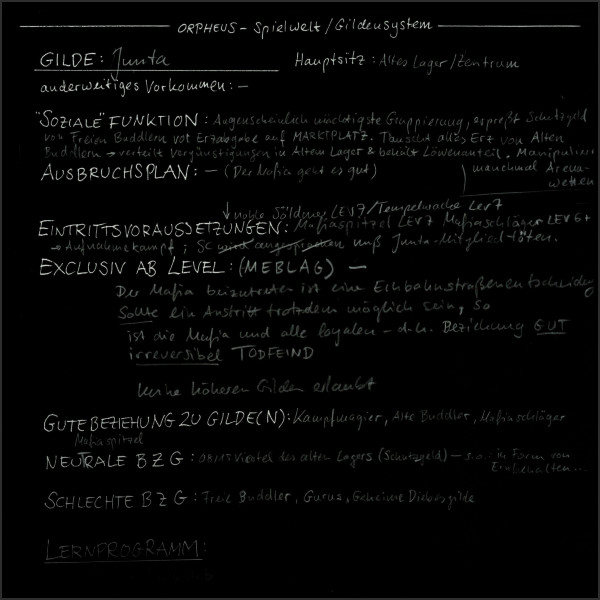 ORPHEUS - Spielwelt / Gildensystem
GILDE: Junta Hauptsitz: Altes Lager/Zentrum
anderweitiges Vorkommen: -
"SOZIALE" FUNKTION: Augenscheinlich mächtigste Gruppierung, erpreßt Schutzgeld
von Freien Buddlern vor Erzabgabe auf MARKTPLATZ. Tauscht alles Erz von Alten
Buddlern → verteilt Vergünstigungen in Altem Lager & behält Löwenanteil. Manipuliert
AUSBRUCHSPLAN: - (Der Mafia geht es gut) manchmal Arena-
wetten
↓ noble Söldner LEV7/Tempelwache LEV7
EINTRITTSVORAUSSETZUNGEN: Mafiaspitzel LEV7 Mafiaschläger LEV6+
→ Aufnahmekampf; SC wird angesprochen muß Junta-Mitglied töten.
EXCLUSIV AB LEVEL: (MEBLAG) -
Der Mafia beizutreten ist eine Einbahnstraßenentscheidung
Sollte ein Austritt trotzdem möglich sein, so
ist die Mafia und alle loyalen - d.h. Beziehung GUT
irreversibel TODFEIND
keine höheren Gilden erlaubt
GUTE BEZIEHUNG ZU GILDE(N): Kampfmagier, Alte Buddler, Mafiaschläger
Mafiaspitzel
NEUTRALE BZG: Viertel des alten Lagers (Schutzgeld) - s.o. in Form von
Einbehalten...
SCHLECHTE BZG: Freie Buddler, Gurus, Geheime Diebesgilde
LERNPROGRAMM: